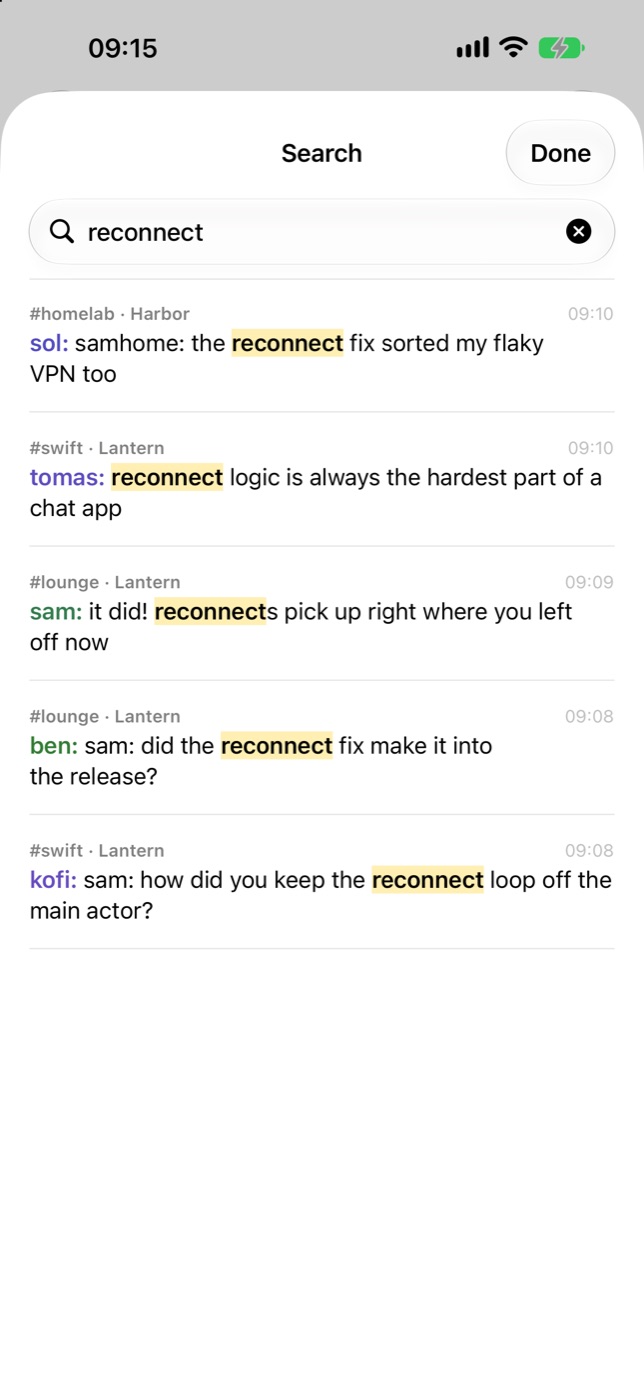 09:15
Search
Done
reconnect
#homelab · Harbor 09:10
sol: samhome: the reconnect fix sorted my flaky
VPN too
#swift · Lantern 09:10
tomas: reconnect logic is always the hardest part of a
chat app
#lounge · Lantern 09:09
sam: it did! reconnects pick up right where you left
off now
#lounge · Lantern 09:08
ben: sam: did the reconnect fix make it into
the release?
#swift · Lantern 09:08
kofi: sam: how did you keep the reconnect loop off the
main actor?